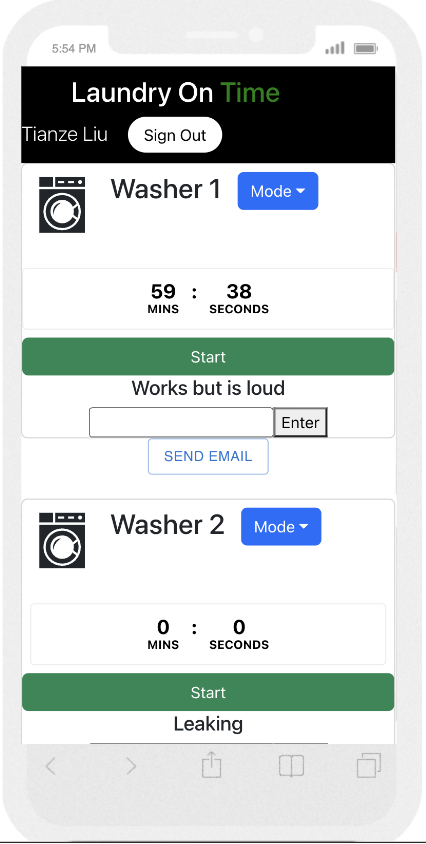 5:54 PM
Laundry On Time
Tianze Liu Sign Out
Washer 1 Mode
59 : 38
MINS SECONDS
Start
Works but is loud
Enter
SEND EMAIL
Washer 2 Mode
0 : 0
MINS SECONDS
Start
Leaking